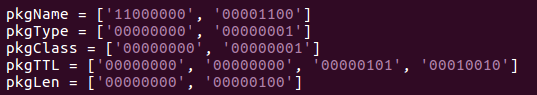 pkgName = ['11000000', '00001100']
pkgType = ['00000000', '00000001']
pkgClass = ['00000000', '00000001']
pkgTTL = ['00000000', '00000000', '00000101', '00010010']
pkgLen = ['00000000', '00000100']